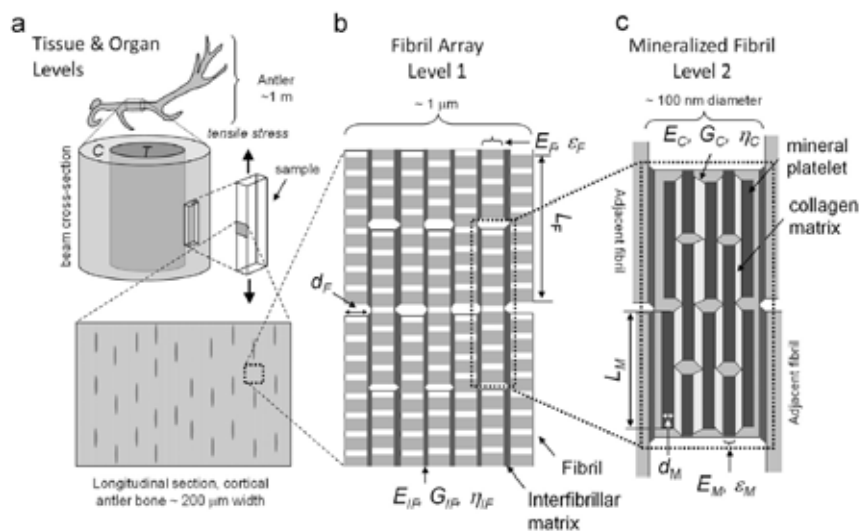 a
Tissue & Organ
Levels
Antler
~1 m
tensile stress
C
T
beam cross-section
sample
Longitudinal section, cortical
antler bone ~ 200 μm width
b
Fibril Array
Level 1
~ 1 μm
E_F, ε_F
L_F
d_F
Fibril
E_IF, G_IF, η_IF
Interfibrillar
matrix
c
Mineralized Fibril
Level 2
~ 100 nm diameter
E_C, G_C, η_C
mineral
platelet
collagen
matrix
Adjacent fibril
Adjacent fibril
L_M
d_M
E_M, ε_M